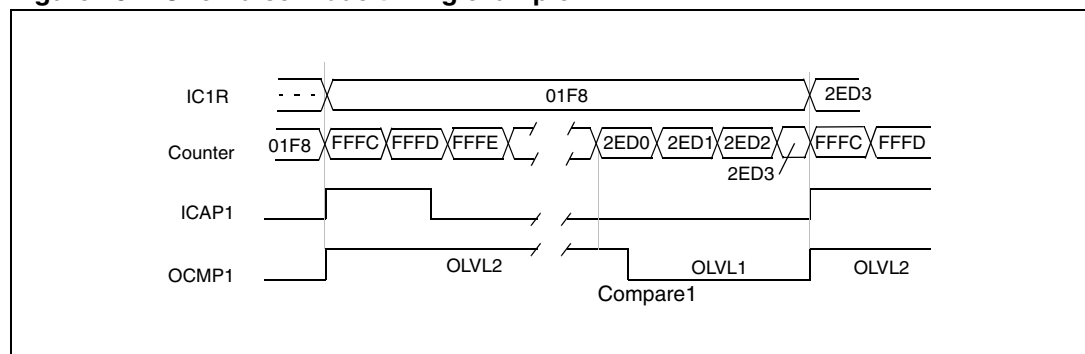 IC1R
- - -
01F8
2ED3
Counter
01F8 FFFC FFFD FFFE 2ED0 2ED1 2ED2 FFFC FFFD
2ED3
ICAP1
OCMP1
OLVL2
OLVL1
OLVL2
Compare1